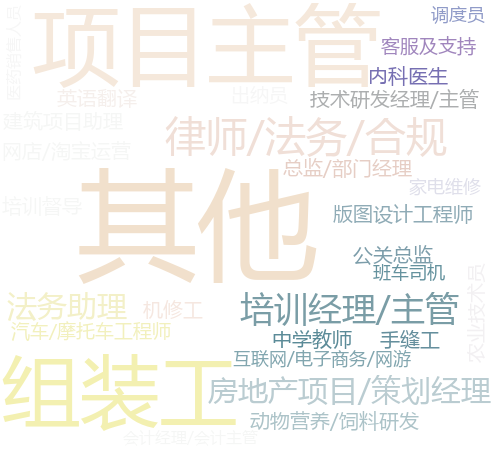 医药销售人员
项目主管
调度员
客服及支持
内科医生
英语翻译
出纳员
技术研发经理/主管
建筑项目助理
律师/法务/合规
网店/淘宝运营
总监/部门经理
其他
家电维修
培训督导
版图设计工程师
公关总监
班车司机
农业技术员
法务助理
机修工
培训经理/主管
汽车/摩托车工程师
中学教师
手缝工
组装工
互联网/电子商务/网游
房地产项目/策划经理
动物营养/饲料研发
会计经理/会计主管